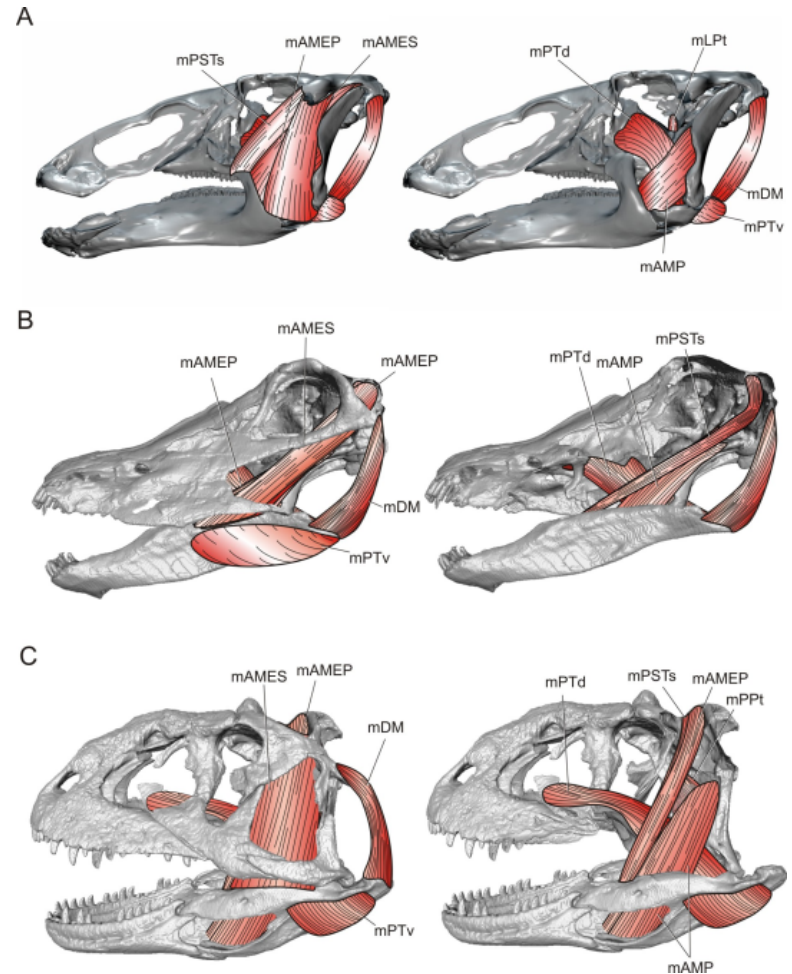 A
mPSTs mAMEP mAMES
mPTd mLPt
mDM
mPTv
mAMP
B
mAMEP mAMES mAMEP
mDM
mPTv
mPTd mAMP mPSTs
C
mAMES mAMEP
mDM
mPTv
mPTd mPSTs mAMEP
mPPt
mAMP